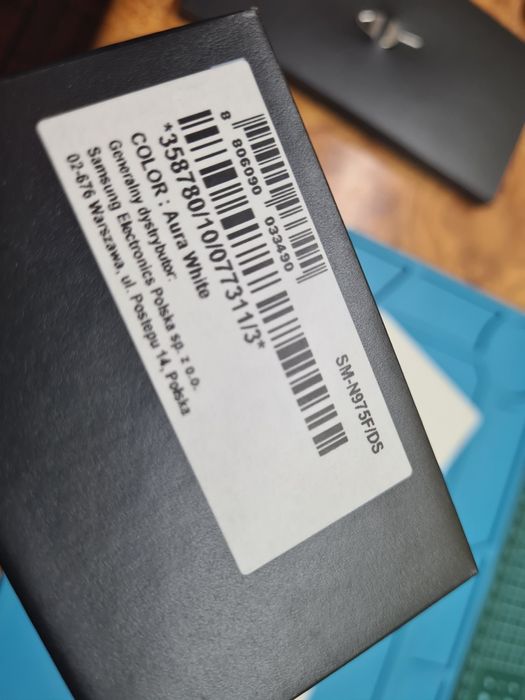 8 806090 033490
SM-N975F/DS
*358780/10/077311/3*
COLOR : Aura White
Generalny dystrybutor:
Samsung Electronics Polska sp. z o.o.
02-676 Warszawa, ul. Postępu 14, Polska